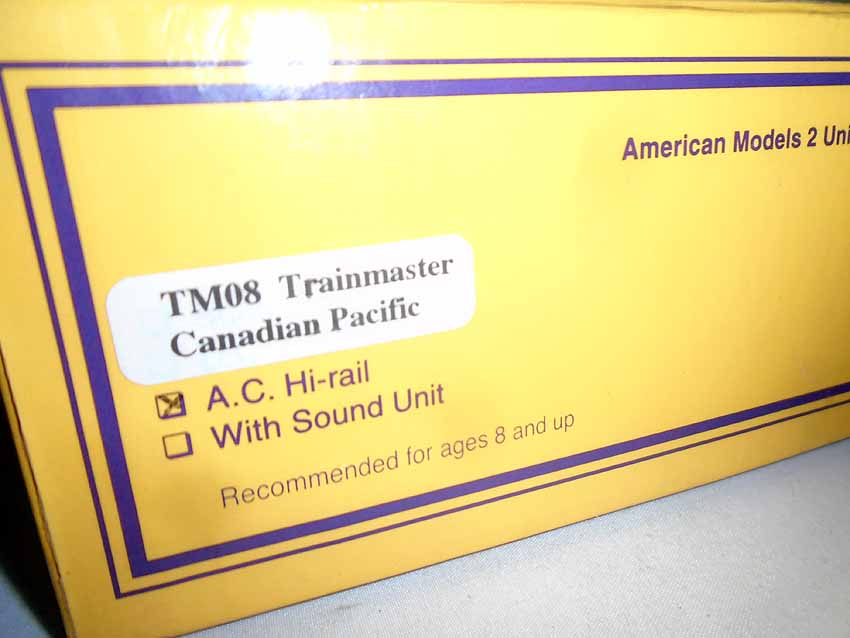 American Models 2 Uni
TM08 Trainmaster
Canadian Pacific
A.C. Hi-rail
With Sound Unit
Recommended for ages 8 and up